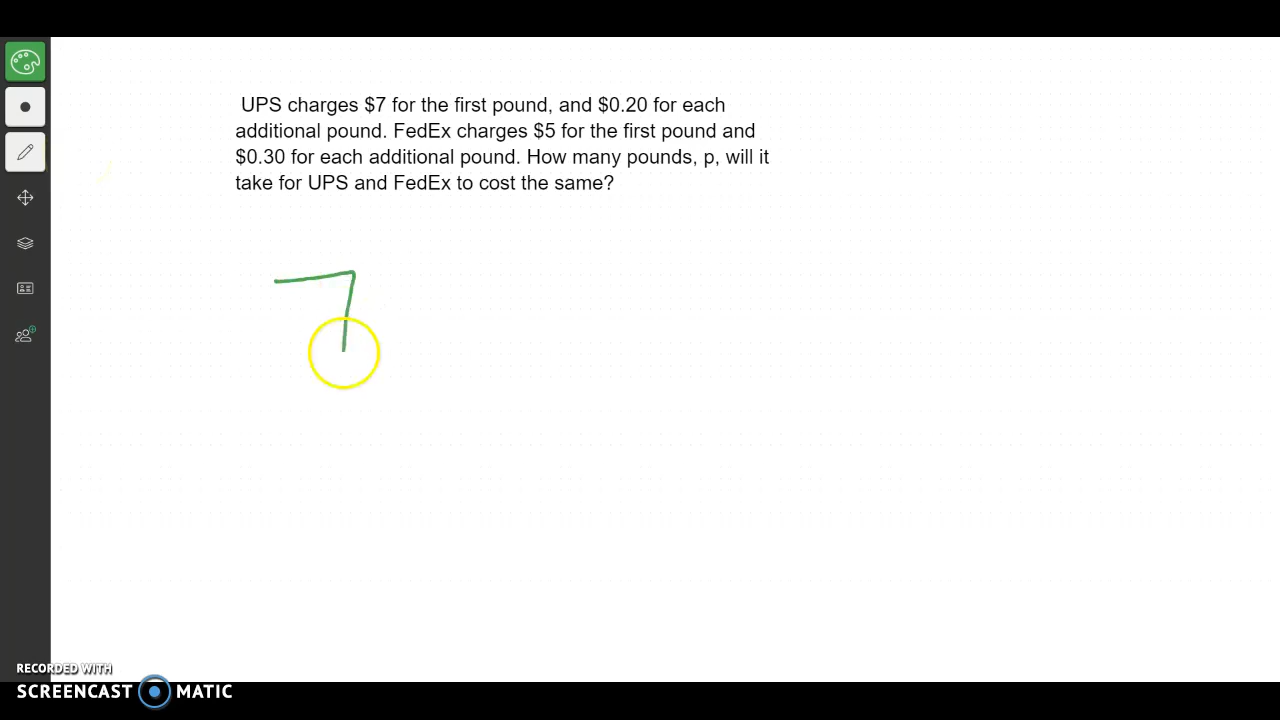 UPS charges $7 for the first pound, and $0.20 for each
additional pound. FedEx charges $5 for the first pound and
$0.30 for each additional pound. How many pounds, p, will it
take for UPS and FedEx to cost the same?
7
RECORDED WITH
SCREENCAST MATIC